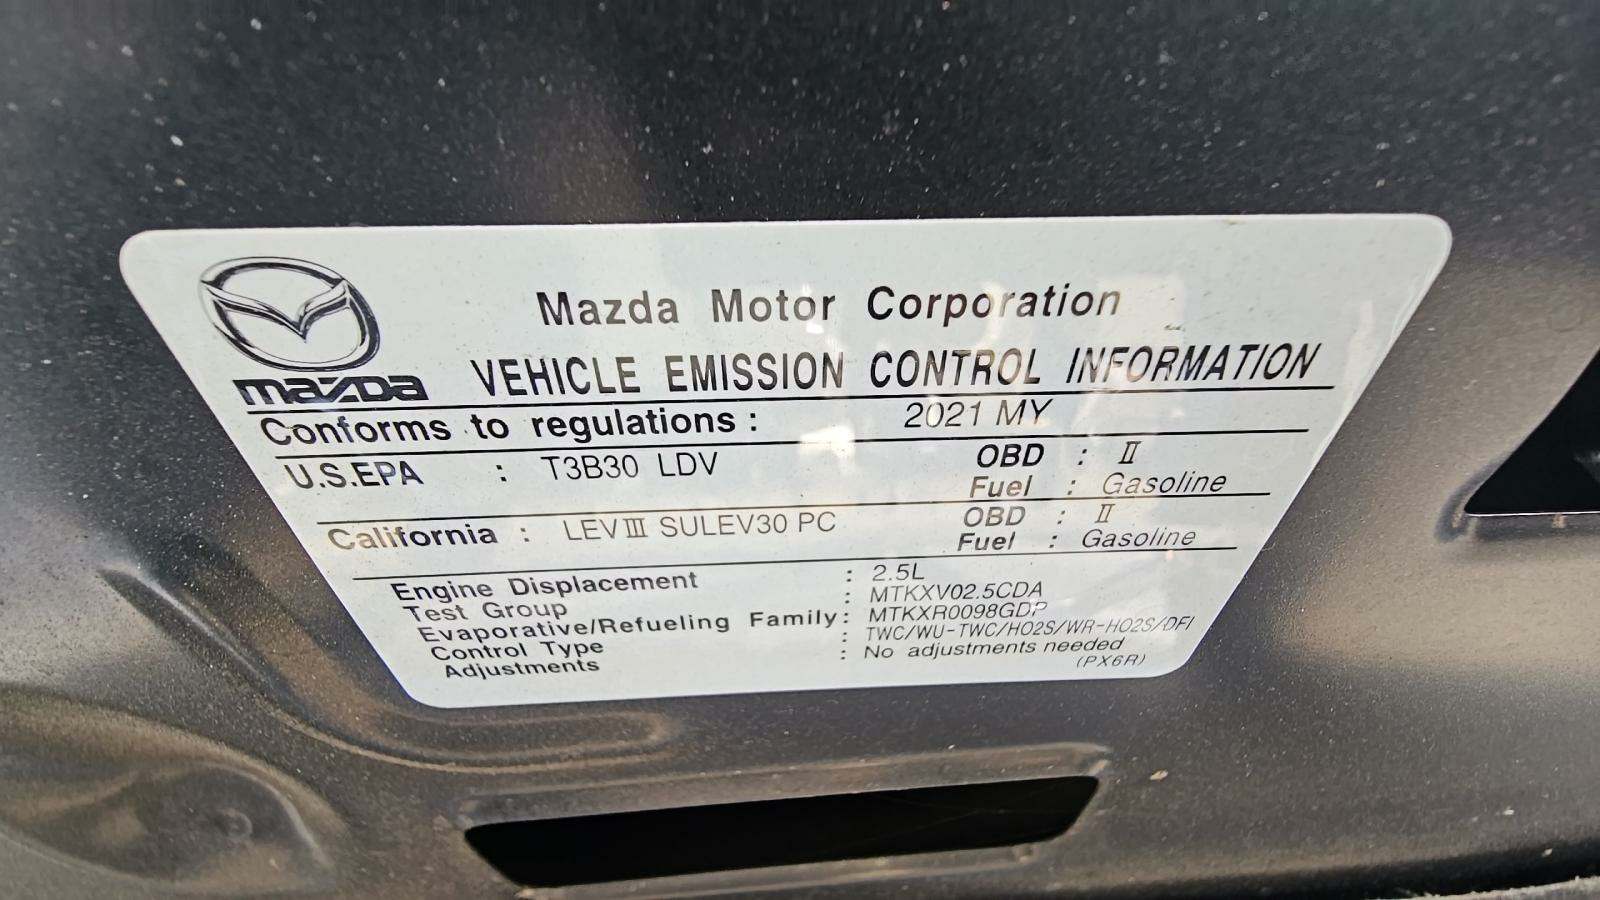 mazda
Mazda Motor Corporation
VEHICLE EMISSION CONTROL INFORMATION
Conforms to regulations : 2021 MY
U.S.EPA : T3B30 LDV OBD : Ⅱ
Fuel : Gasoline
California : LEVⅢ SULEV30 PC OBD : Ⅱ
Fuel : Gasoline
Engine Displacement : 2.5L
Test Group : MTKXV02.5CDA
Evaporative/Refueling Family : MTKXR0098GDP
Control Type : TWC/WU-TWC/HO2S/WR-HO2S/DFI
Adjustments : No adjustments needed
(PX6R)